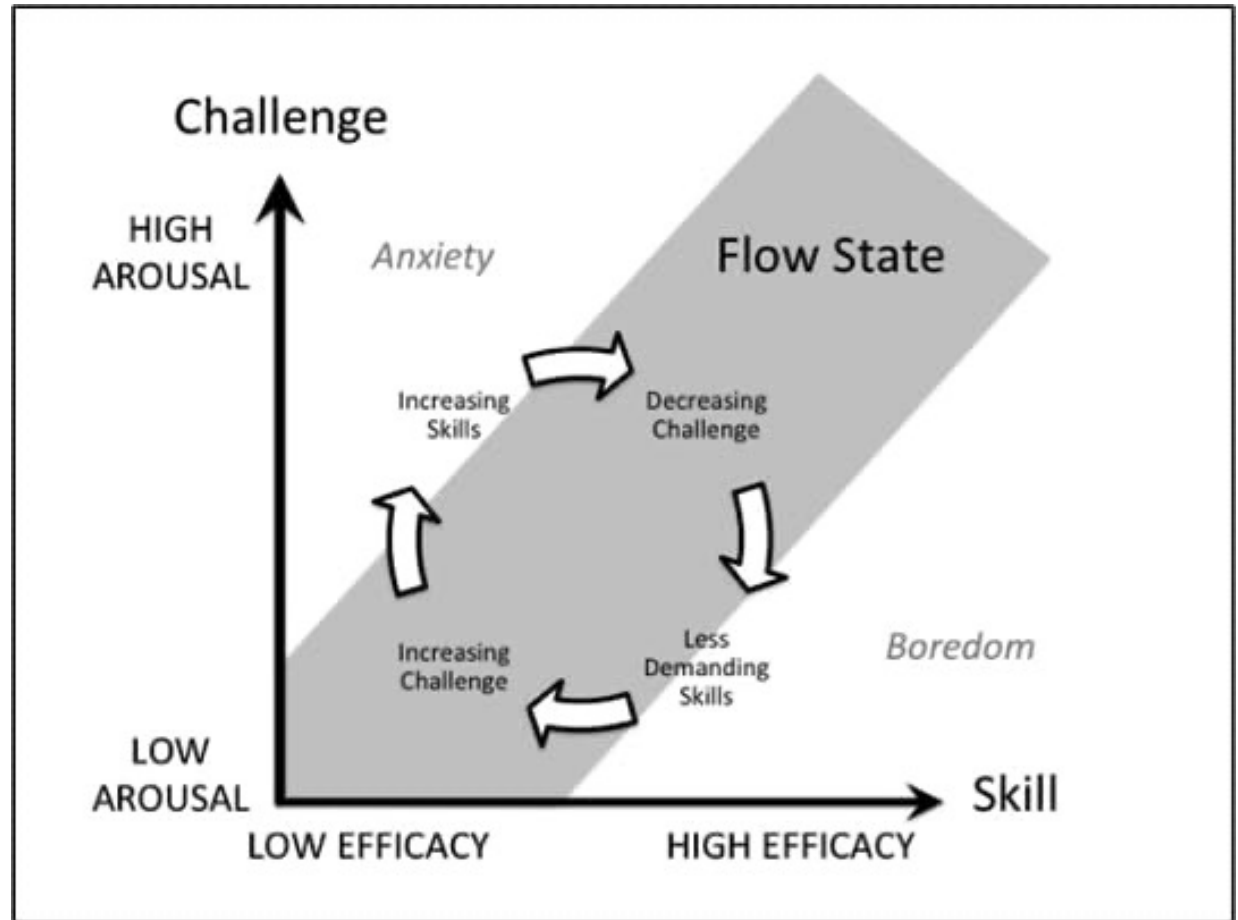 Challenge
HIGH
AROUSAL
Anxiety
Flow State
Increasing
Skills
Decreasing
Challenge
Increasing
Challenge
Less
Demanding
Skills
Boredom
LOW
AROUSAL
Skill
LOW EFFICACY
HIGH EFFICACY